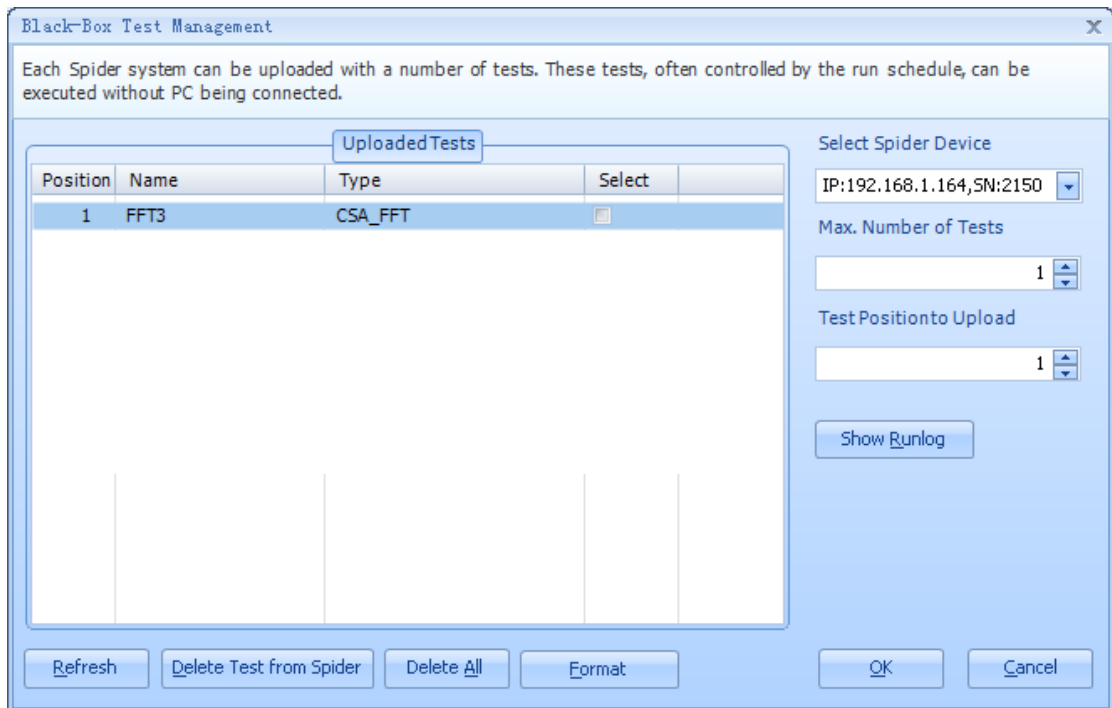 Black-Box Test Management
Each Spider system can be uploaded with a number of tests. These tests, often controlled by the run schedule, can be
executed without PC being connected.
Uploaded Tests
Position Name Type Select
1 FFT3 CSA_FFT
Select Spider Device
IP:192.168.1.164,SN:2150
Max. Number of Tests
1
Test Position to Upload
1
Show Runlog
Refresh Delete Test from Spider Delete All Format OK Cancel